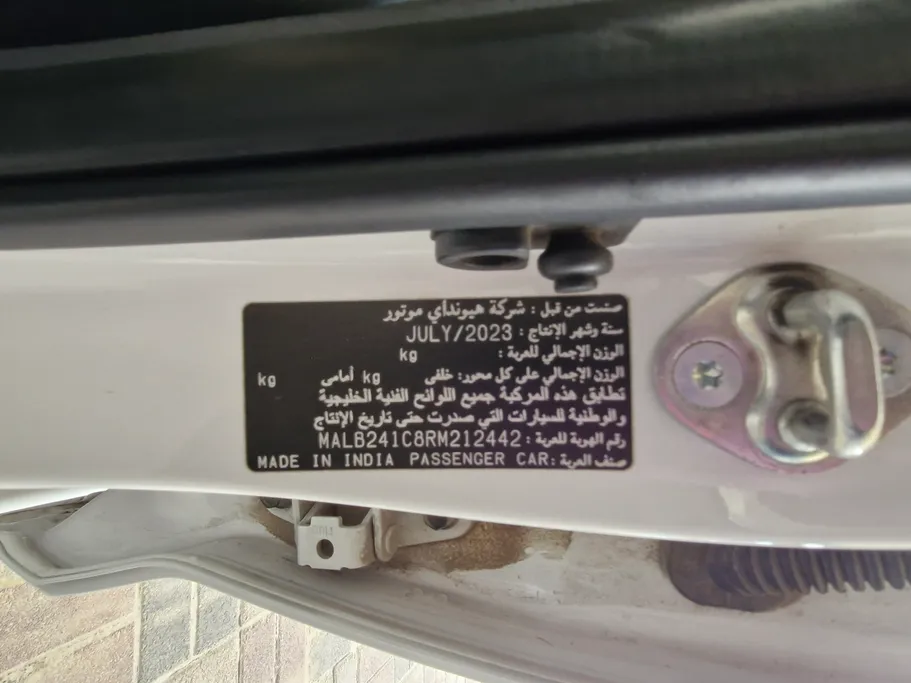 صنعت من قبل : شركة هيونداي موتور
سنة وشهر الإنتاج : JULY/2023
الوزن الإجمالي للعربة : kg
الوزن الإجمالي على كل محور: خلفى kg أمامى kg
تطابق هذه المركبة جميع اللوائح الفنية الخليجية
والوطنية للسيارات التي صدرت حتى تاريخ الإنتاج
رقم الهوية للعربة : MALB241C8RM212442
صنف العربة : MADE IN INDIA PASSENGER CAR